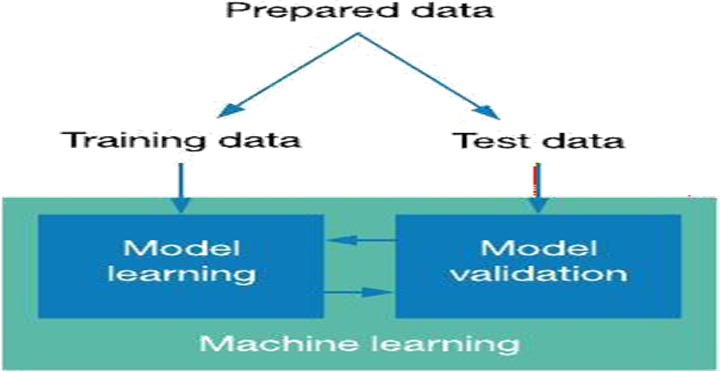 Prepared data
Training data
Test data
Model
learning
Model
validation
Machine learning